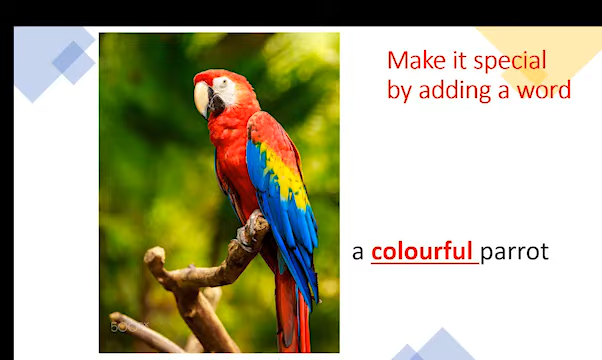 Make it special
by adding a word
a colourful parrot